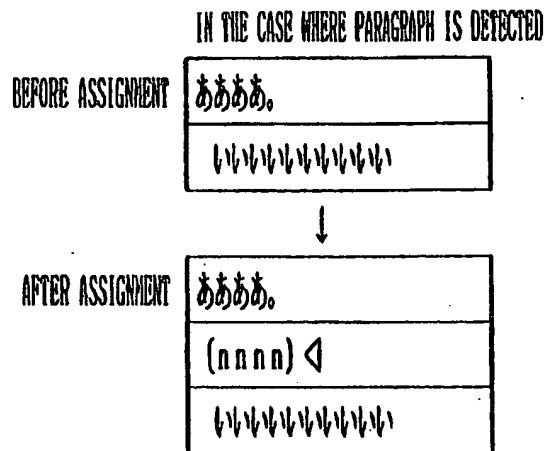 IN THE CASE WHERE PARAGRAPH IS DETECTED
BEFORE ASSIGNMENT
ああああ。
いいいいいいいいいい
↓
AFTER ASSIGNMENT
ああああ。
(nnnn)◁
いいいいいいいいいい